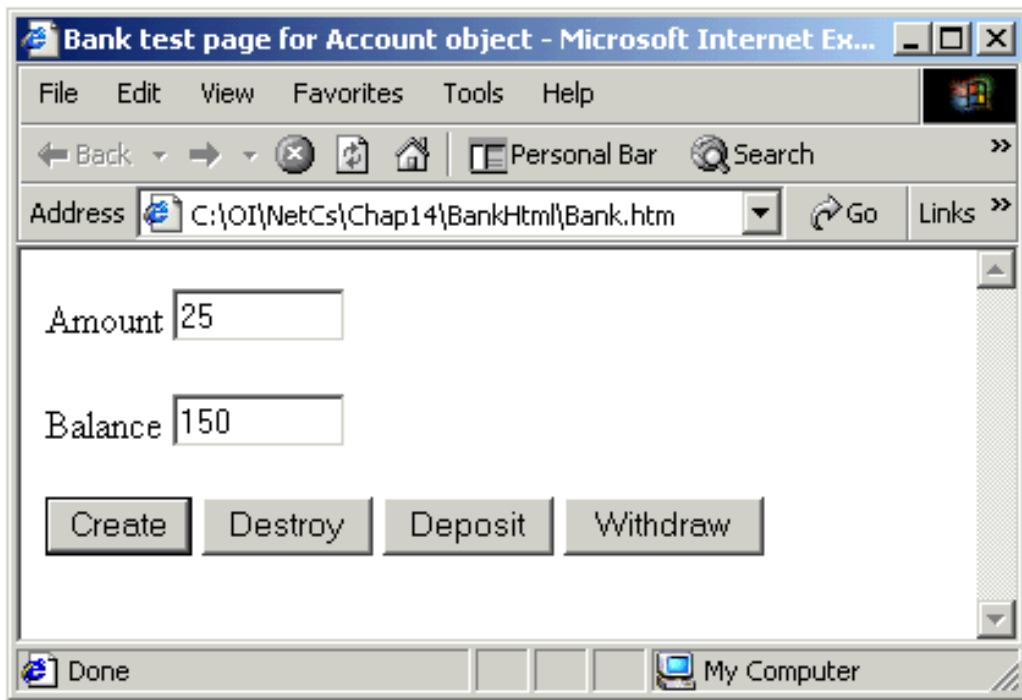 Bank test page for Account object - Microsoft Internet Ex...
File Edit View Favorites Tools Help
Back Personal Bar Search »
Address C:\OI\NetCs\Chap14\BankHtml\Bank.htm Go Links »
Amount 25
Balance 150
Create Destroy Deposit Withdraw
Done My Computer